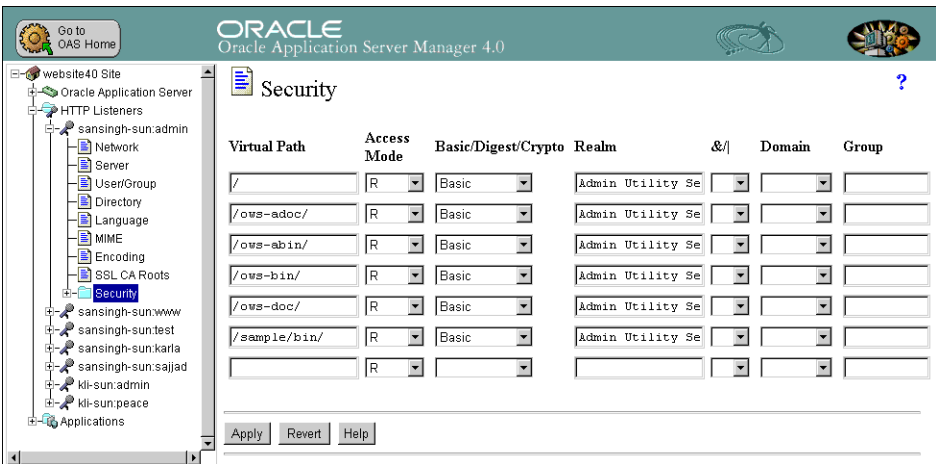 Go to
OAS Home
ORACLE
Oracle Application Server Manager 4.0
website40 Site
Oracle Application Server
HTTP Listeners
sansingh-sun:admin
Network
Server
User/Group
Directory
Language
MIME
Encoding
SSL CA Roots
Security
sansingh-sun:www
sansingh-sun:test
sansingh-sun:karla
sansingh-sun:sajjad
kli-sun:admin
kli-sun:peace
Applications
Security
?
Virtual Path Access Mode Basic/Digest/Crypto Realm &/| Domain Group
/ R Basic Admin Utility Se
/ows-adoc/ R Basic Admin Utility Se
/ows-abin/ R Basic Admin Utility Se
/ows-bin/ R Basic Admin Utility Se
/ows-doc/ R Basic Admin Utility Se
/sample/bin/ R Basic Admin Utility Se
R
Apply Revert Help